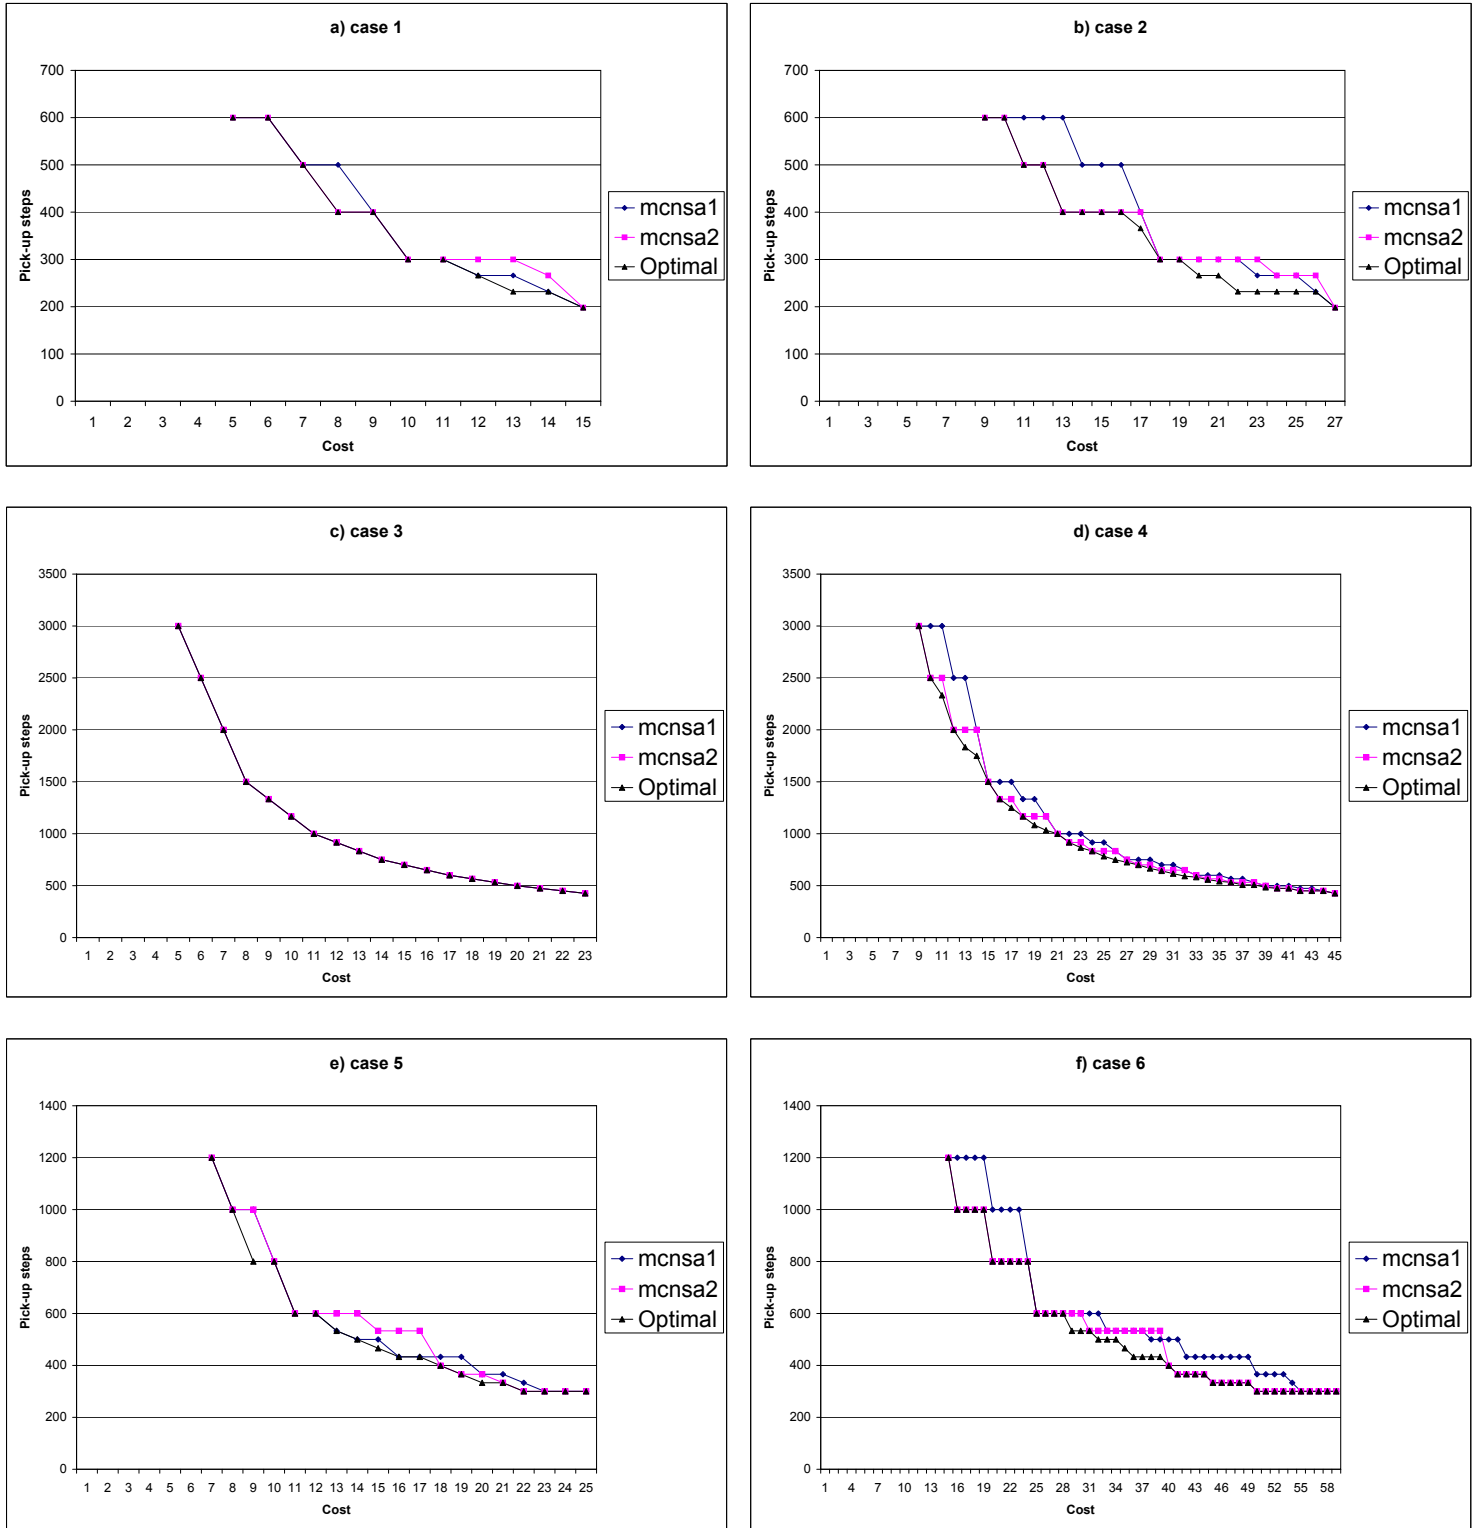 a) case 1
700
600
500
400
300
200
100
0
Pick-up steps
1 2 3 4 5 6 7 8 9 10 11 12 13 14 15
Cost
mcnsa1
mcnsa2
Optimal
b) case 2
700
600
500
400
300
200
100
0
Pick-up steps
1 3 5 7 9 11 13 15 17 19 21 23 25 27
Cost
mcnsa1
mcnsa2
Optimal
c) case 3
3500
3000
2500
2000
1500
1000
500
0
Pick-up steps
1 2 3 4 5 6 7 8 9 10 11 12 13 14 15 16 17 18 19 20 21 22 23
Cost
mcnsa1
mcnsa2
Optimal
d) case 4
3500
3000
2500
2000
1500
1000
500
0
Pick-up steps
1 3 5 7 9 11 13 15 17 19 21 23 25 27 29 31 33 35 37 39 41 43 45
Cost
mcnsa1
mcnsa2
Optimal
e) case 5
1400
1200
1000
800
600
400
200
0
Pick-up steps
1 2 3 4 5 6 7 8 9 10 11 12 13 14 15 16 17 18 19 20 21 22 23 24 25
Cost
mcnsa1
mcnsa2
Optimal
f) case 6
1400
1200
1000
800
600
400
200
0
Pick-up steps
1 4 7 10 13 16 19 22 25 28 31 34 37 40 43 46 49 52 55 58
Cost
mcnsa1
mcnsa2
Optimal